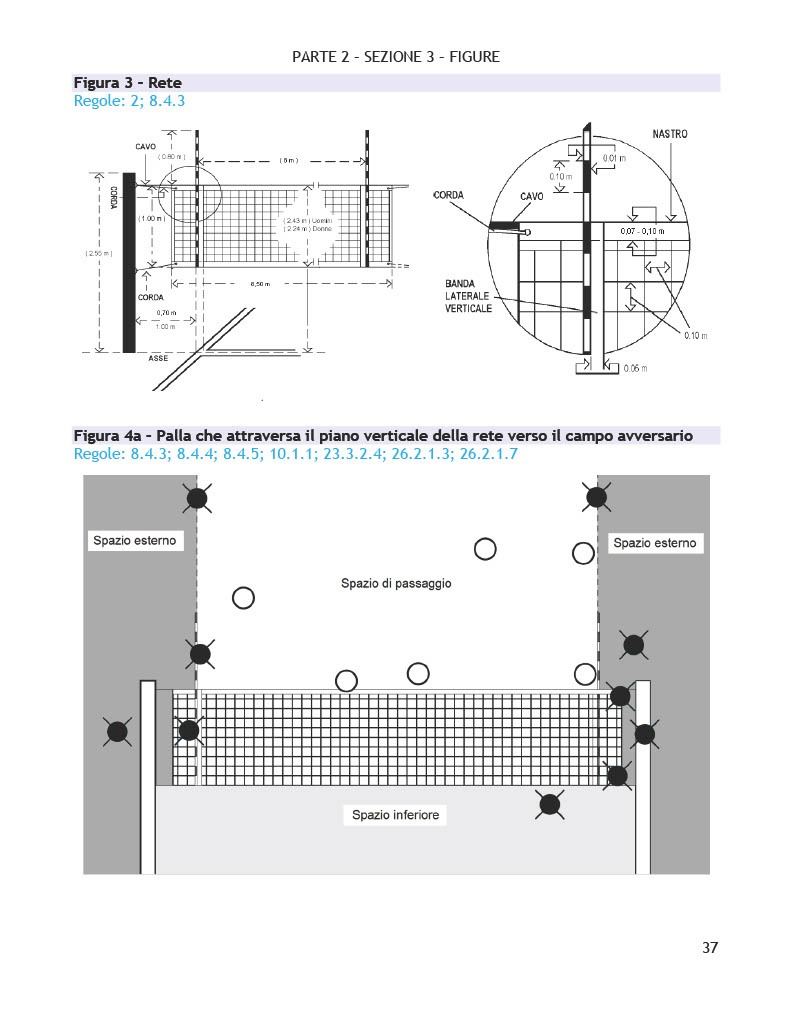 PARTE 2 – SEZIONE 3 – FIGURE
Figura 3 – Rete
Regole: 2; 8.4.3
CAVO
( 0.80 m )
( 8 m )
CORDA
(1.00 m )
( 2.43 m ) Uomini
( 2.24 m ) Donne
( 2.55 m )
8,50 m
CORDA
0,70 m
1.00 m
ASSE
NASTRO
0.01 m
0.10 m
CORDA
CAVO
0,07 - 0,10 m
BANDA
LATERALE
VERTICALE
0.10 m
0.05 m
Figura 4a – Palla che attraversa il piano verticale della rete verso il campo avversario
Regole: 8.4.3; 8.4.4; 8.4.5; 10.1.1; 23.3.2.4; 26.2.1.3; 26.2.1.7
Spazio esterno
Spazio esterno
Spazio di passaggio
Spazio inferiore
37